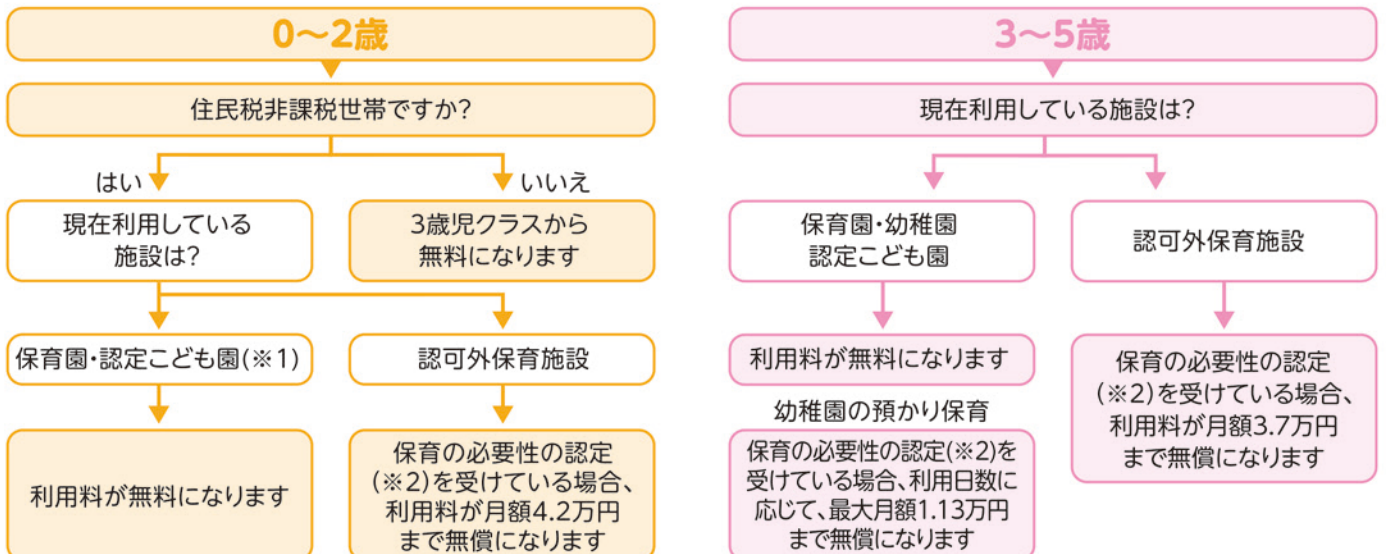 0～2歳
住民税非課税世帯ですか?
はい
いいえ
現在利用している
施設は?
3歳児クラスから
無料になります
保育園・認定こども園(※1)
認可外保育施設
利用料が無料になります
保育の必要性の認定
(※2)を受けている場合、
利用料が月額4.2万円
まで無償になります
3～5歳
現在利用している施設は?
保育園・幼稚園
認定こども園
認可外保育施設
利用料が無料になります
幼稚園の預かり保育
保育の必要性の認定(※2)を
受けている場合、利用日数に
応じて、最大月額1.13万円
まで無償になります
保育の必要性の認定
(※2)を受けている場合、
利用料が月額3.7万円
まで無償になります